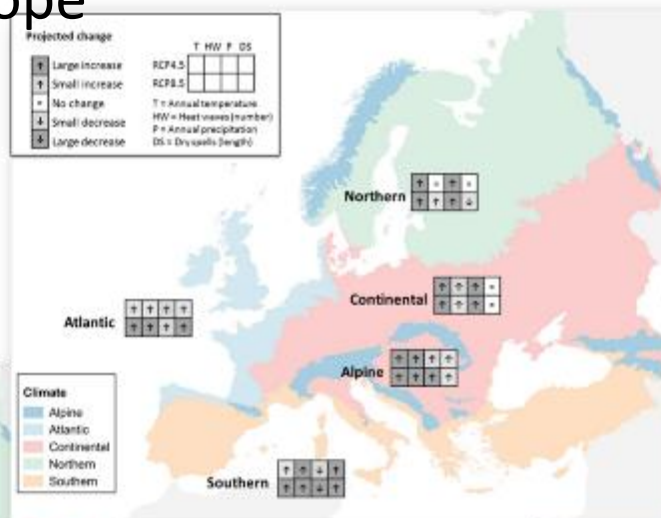 ope
Projected change
T HW P DS
Large increase
Small increase
No change
Small decrease
Large decrease
RCP4.5
RCP8.5
T = Annual temperature
HW = Heat waves (number)
P = Annual precipitation
DS = Dry spells (length)
Northern
Continental
Atlantic
Alpine
Southern
Climate
Alpine
Atlantic
Continental
Northern
Southern